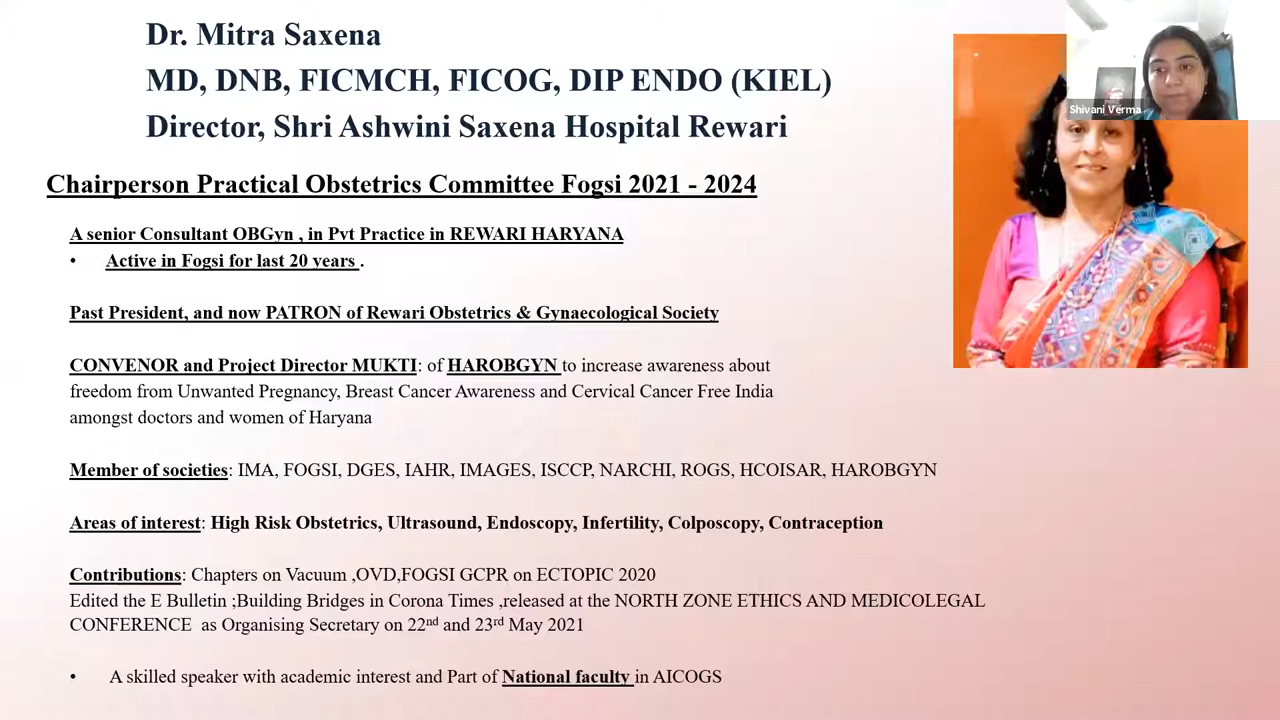 Dr. Mitra Saxena
MD, DNB, FICMCH, FICOG, DIP ENDO (KIEL)
Director, Shri Ashwini Saxena Hospital Rewari
Chairperson Practical Obstetrics Committee Fogsi 2021 - 2024
A senior Consultant OBGyn , in Pvt Practice in REWARI HARYANA
• Active in Fogsi for last 20 years .
Past President, and now PATRON of Rewari Obstetrics & Gynaecological Society
CONVENOR and Project Director MUKTI: of HAROBGYN to increase awareness about
freedom from Unwanted Pregnancy, Breast Cancer Awareness and Cervical Cancer Free India
amongst doctors and women of Haryana
Member of societies: IMA, FOGSI, DGES, IAHR, IMAGES, ISCCP, NARCHI, ROGS, HCOISAR, HAROBGYN
Areas of interest: High Risk Obstetrics, Ultrasound, Endoscopy, Infertility, Colposcopy, Contraception
Contributions: Chapters on Vacuum ,OVD,FOGSI GCPR on ECTOPIC 2020
Edited the E Bulletin ;Building Bridges in Corona Times ,released at the NORTH ZONE ETHICS AND MEDICOLEGAL
CONFERENCE as Organising Secretary on 22nd and 23rd May 2021
• A skilled speaker with academic interest and Part of National faculty in AICOGS
Shivani Verma